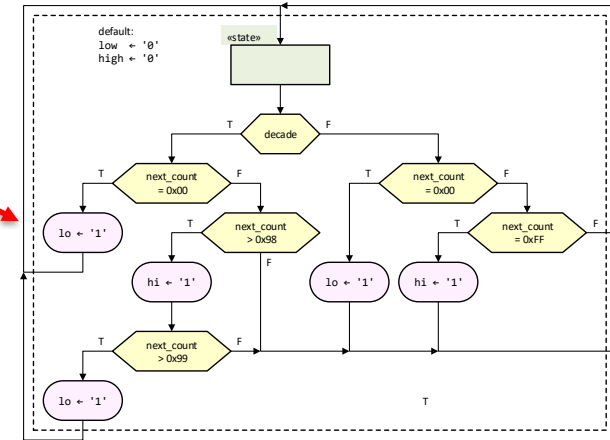 default:
low ← '0'
high ← '0'
«state»
T
decade
F
T
next_count
= 0x00
F
T
next_count
= 0x00
F
lo ← '1'
T
next_count
> 0x98
T
next_count
= 0xFF
F
F
hi ← '1'
lo ← '1'
hi ← '1'
T
next_count
> 0x99
F
lo ← '1'
T